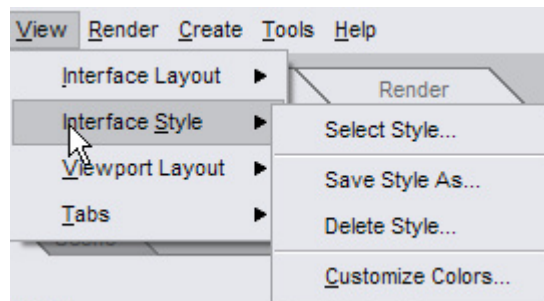 View Render Create Tools Help
Interface Layout
Render
Interface Style
Select Style...
Viewport Layout
Save Style As...
Tabs
Delete Style...
Customize Colors...